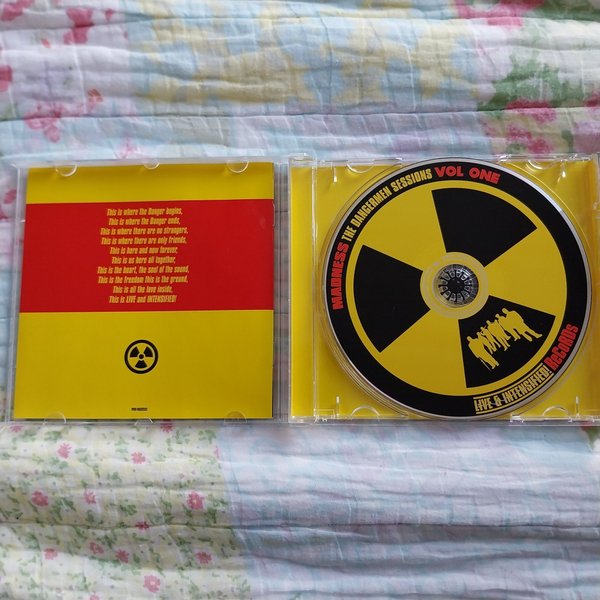 This is where the Danger begins,
This is where the Danger ends,
This is where there are no strangers,
This is where there are only friends,
This is here and now forever,
This is us here all together,
This is the heart, the soul of the sound,
This is the freedom this is the ground,
This is all the love inside,
This is LIVE and INTENSIFIED!
MADNESS THE DANGERMEN SESSIONS VOL ONE
LIVE & INTENSIFIED! ReCoRDs